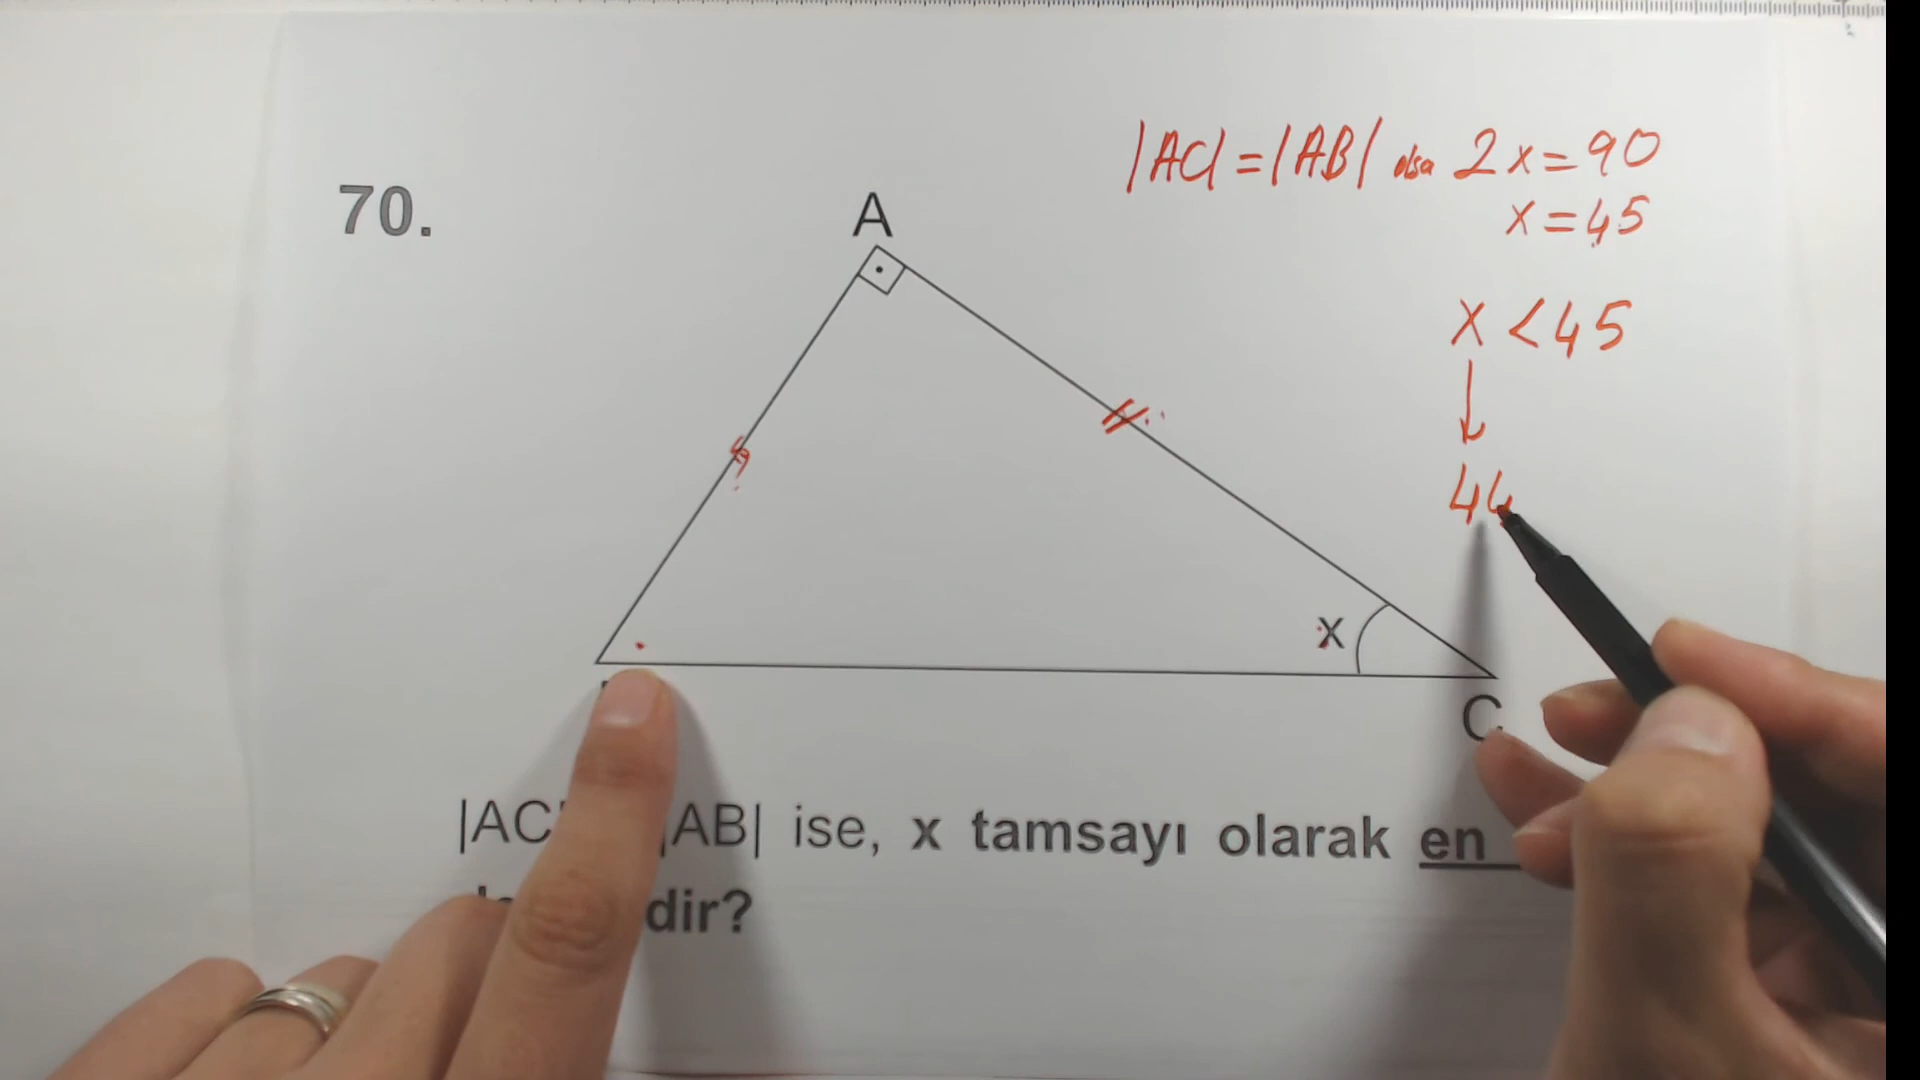 70.
|AC| = |AB| olsa 2x = 90
x = 45
x < 45
44
A
x
C
|AC |AB| ise, x tamsayı olarak en
dir?